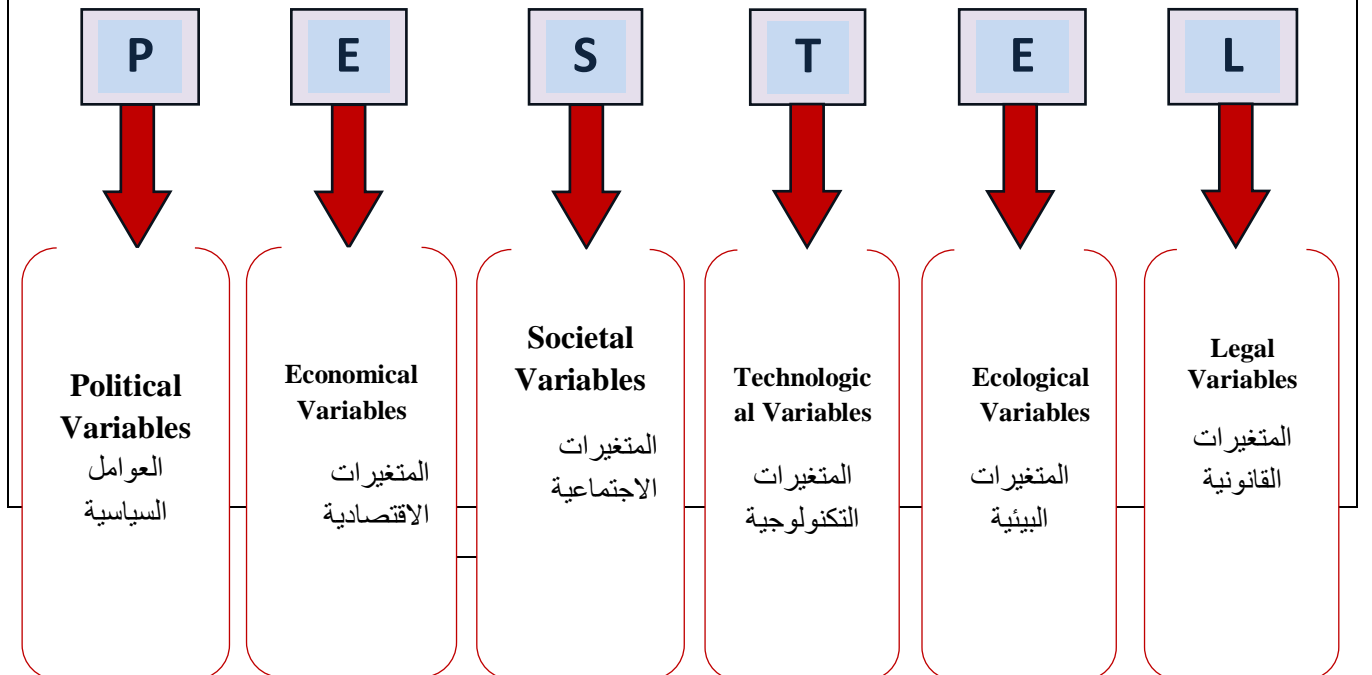 P
E
S
T
E
L
Political
Variables
العوامل
السياسية
Economical
Variables
المتغيرات
الاقتصادية
Societal
Variables
المتغيرات
الاجتماعية
Technologic
al Variables
المتغيرات
التكنولوجية
Ecological
Variables
المتغيرات
البيئية
Legal
Variables
المتغيرات
القانونية